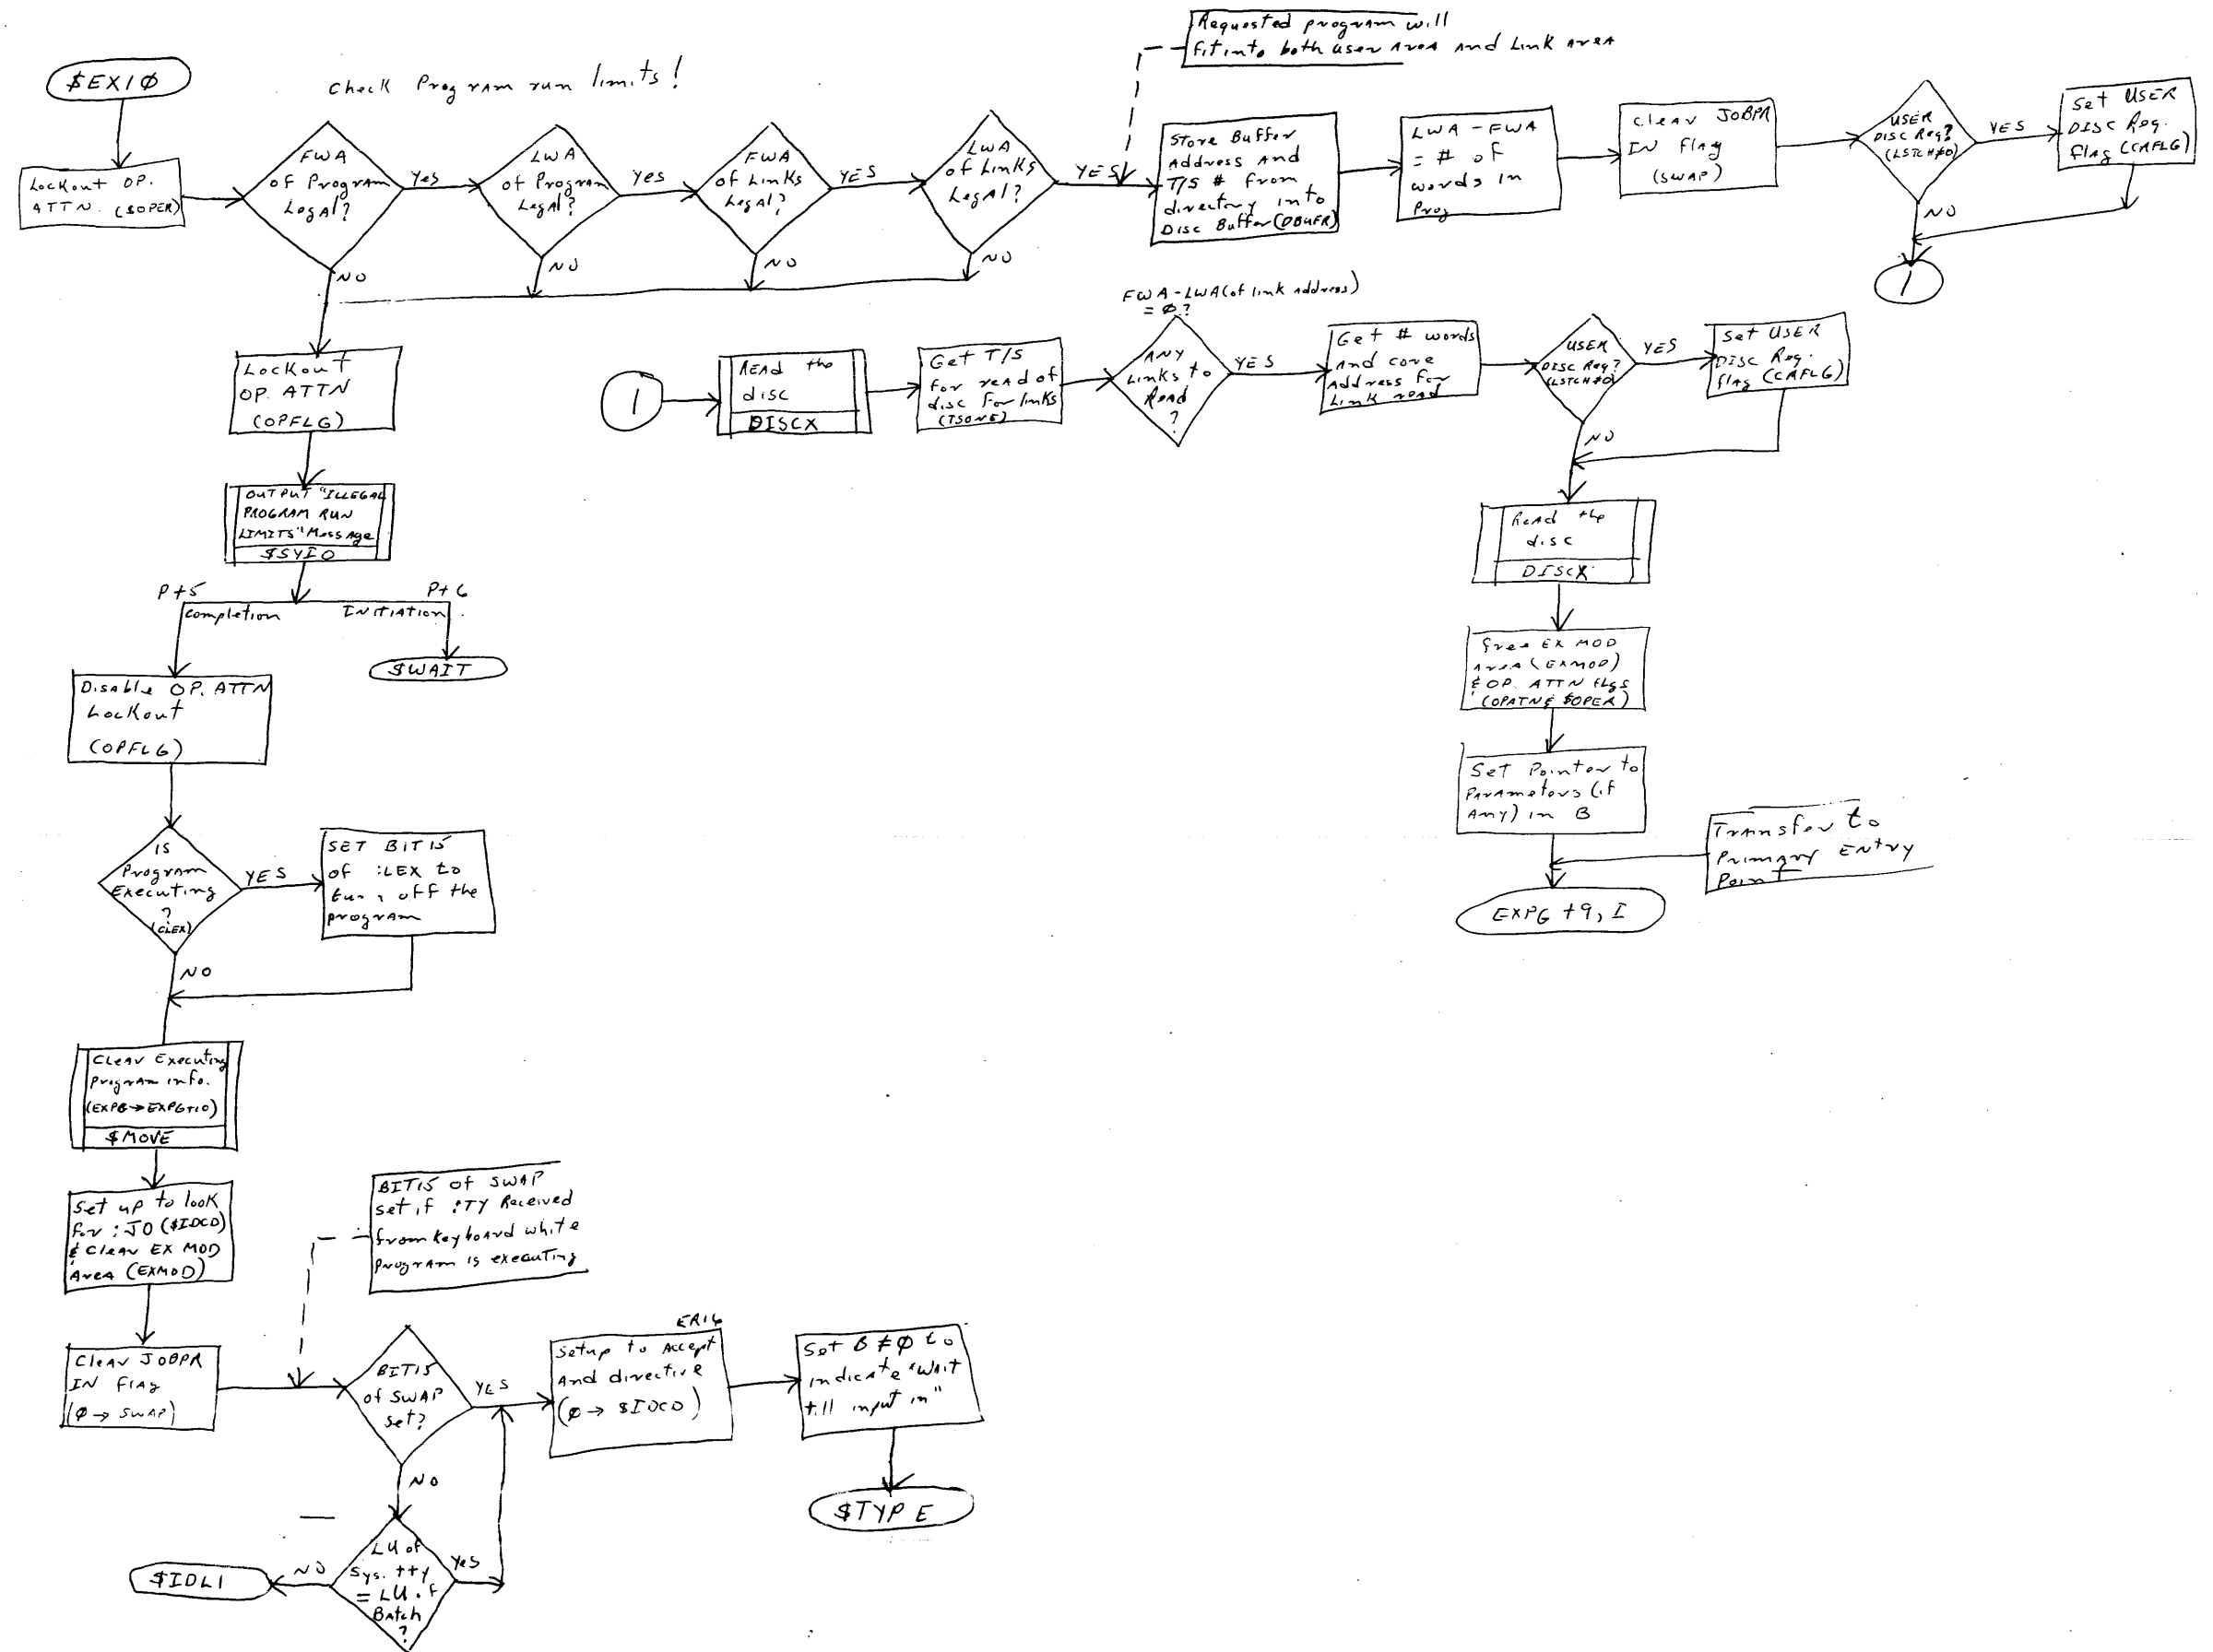 Requested program will
fit into both user Area and Link area
$EX1Ø
Check Program run limits!
Lockout OP.
ATTN. ($OPER)
FWA
of Program
Legal?
Yes
NO
LWA
of Program
Legal?
Yes
NO
FWA
of Links
Legal?
YES
NO
LWA
of Links
Legal?
YES
NO
Store Buffer
Address And
T/S # from
directory into
Disc Buffer (DBUFR)
LWA - FWA
= # of
words in
Prog
Clear JOBPR
IN flag
(SWAP)
USER
DISC Req?
(LSTCH≠0)
YES
NO
Set USER
DISC Req.
flag (CAFLG)
1
Lockout
OP. ATTN
(OPFLG)
OUTPUT "ILLEGAL
PROGRAM RUN
LIMITS" Message
$SYIO
P+5
Completion
P+6
INITIATION
$WAIT
Disable OP. ATTN
Lockout
(OPFLG)
IS
Program
Executing
?
(CLEX)
YES
NO
SET BIT15
of :LEX to
turn off the
program
Clear Executing
program info.
(EXPG→EXPG+10)
$MOVE
Set up to look
for :JO ($IDCD)
& Clear EX MOD
Area (EXMOD)
Clear JOBPR
IN flag
(Ø→ SWAP)
BIT15 of SWAP
set if :TY Received
from keyboard while
program is executing
BIT15
of SWAP
set?
YES
NO
LU of
Sys. tty
= LU of
Batch
?
Yes
NO
$IDL1
ER16
Setup to Accept
And directive
(Ø→ $IDCD)
Set B≠Ø to
indicate "Wait
till input in"
$TYPE
1
Read the
disc
DISCX
Get T/S
for read of
disc for links
(TSONE)
FWA-LWA (of link address)
= Ø?
ANY
Links to
Read
?
YES
Get # words
And core
Address for
Link read
USER
DISC Req?
(LSTCH≠0)
YES
NO
Set USER
DISC Req.
flag (CAFLG)
Read the
disc
DISCX
free EX MOD
Area (EXMOD)
& OP. ATTN flgs
(OPATN & $OPER)
Set Pointer to
Parameters (if
Any) in B
Transfer to
Primary Entry
Point
EXPG +9, I